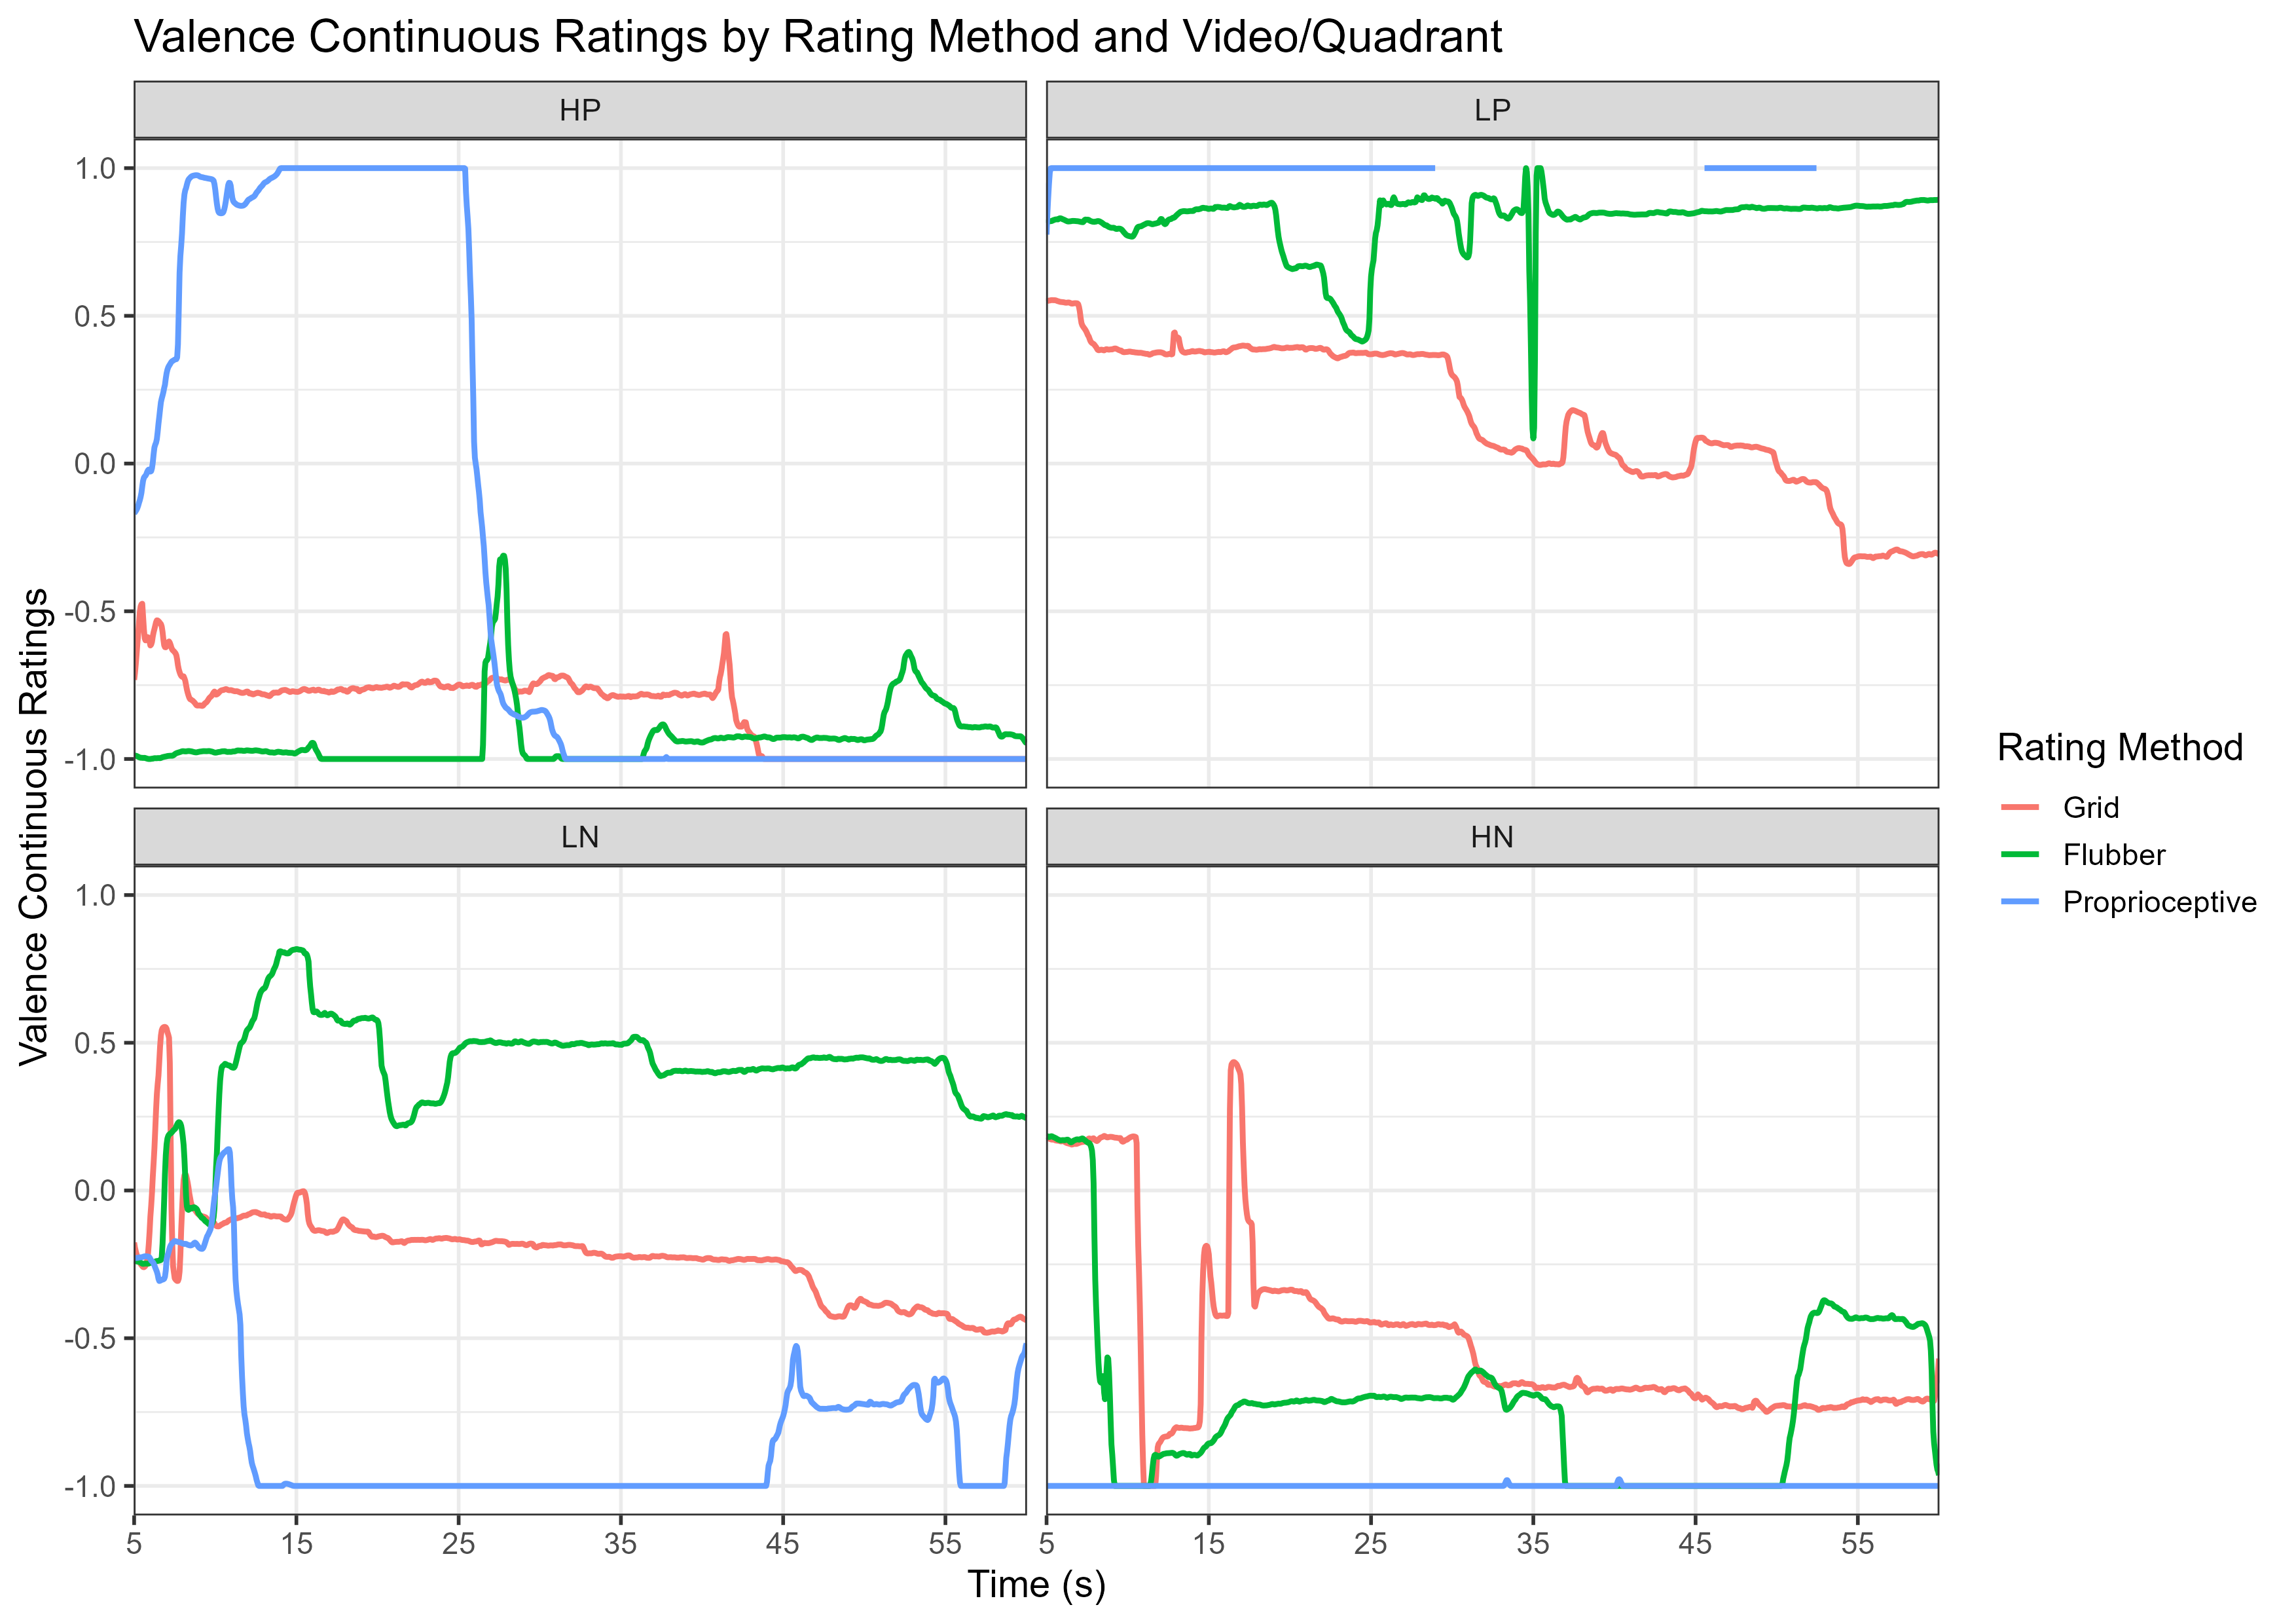 Valence Continuous Ratings by Rating Method and Video/Quadrant
HP
LP
1.0
0.5
0.0
-0.5
-1.0
LN
HN
1.0
0.5
0.0
-0.5
-1.0
5 15 25 35 45 55
5 15 25 35 45 55
Time (s)
Valence Continuous Ratings
Rating Method
Grid
Flubber
Proprioceptive